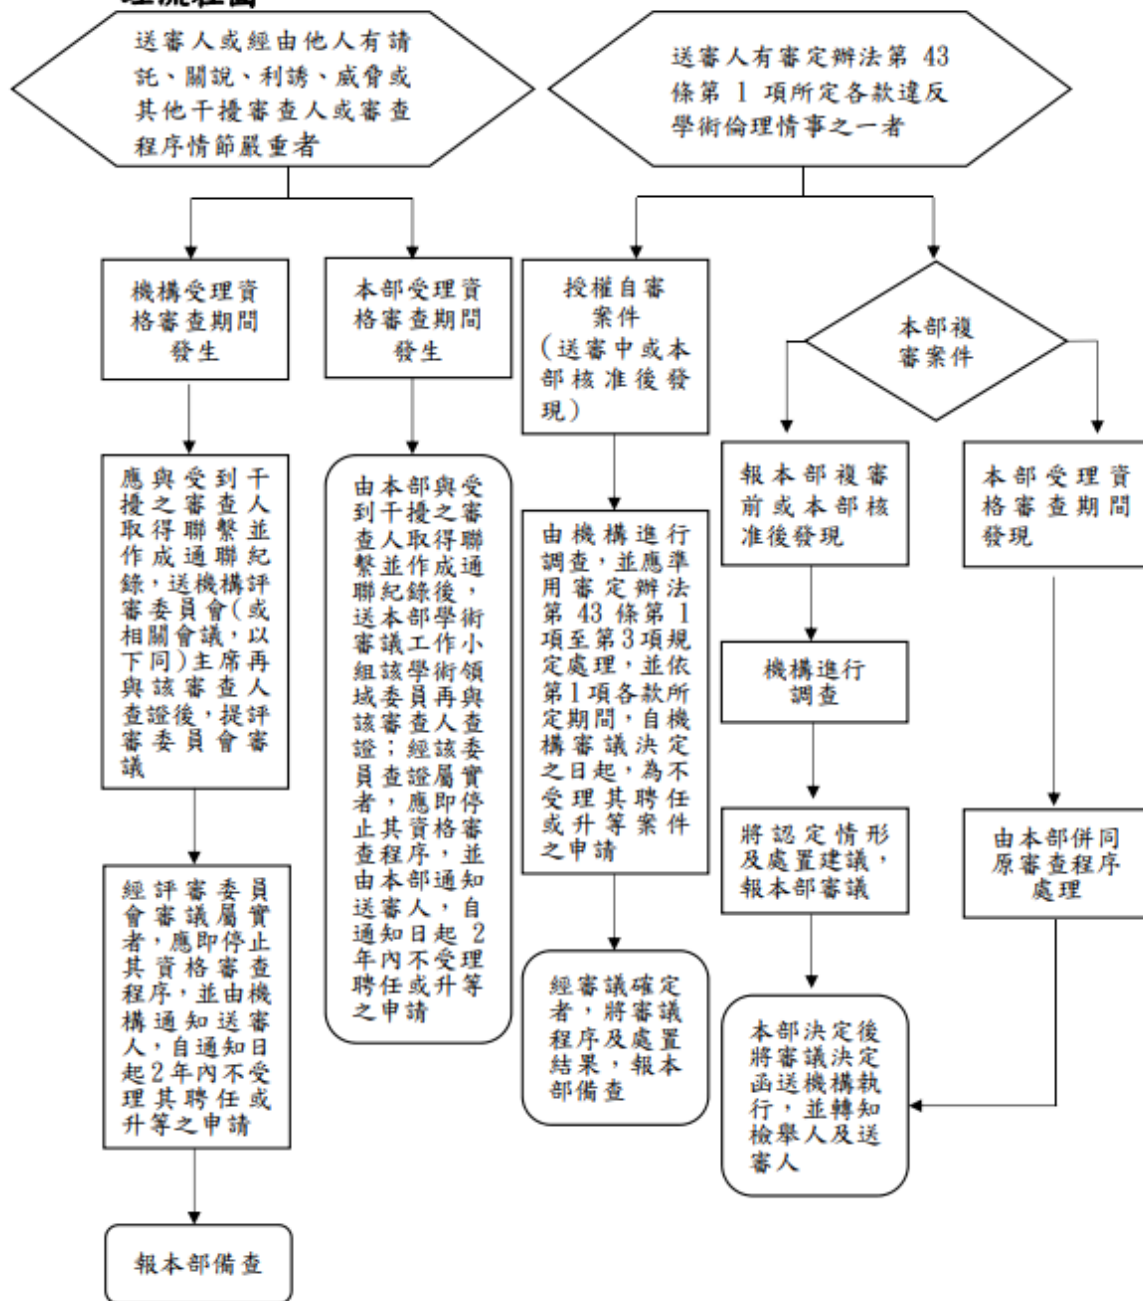 送審人或經由他人有請
託、關說、利誘、威脅或
其他干擾審查人或審查
程序情節嚴重者
送審人有審定辦法第 43
條第 1 項所定各款違反
學術倫理情事之一者
機構受理資
格審查期間
發生
本部受理資
格審查期間
發生
授權自審
案件
(送審中或本
部核准後發
現)
本部複
審案件
應與受到干
擾之審查人
取得聯繫並
作成通聯紀
錄,送機構評
審委員會(或
相關會議,以
下同)主席再
與該審查人
查證後,提評
審委員會審
議
由本部與受
到干擾之審
查人取得聯
繫並作成通
聯紀錄後,
送本部學術
審議工作小
組該學術領
域委員再與
該審查人查
證;經該委
員查證屬實
者,應即停
止其資格審
查程序,並
由本部通知
送審人,自
通知日起 2
年內不受理
聘任或升等
之申請
由機構進行
調查,並應準
用審定辦法
第 43 條第 1
項至第3項規
定處理,並依
第1項各款所
定期間,自機
構審議決定
之日起,為不
受理其聘任
或升等案件
之申請
報本部複審
前或本部核
准後發現
本部受理資
格審查期間
發現
機構進行
調查
將認定情形
及處置建議,
報本部審議
由本部併同
原審查程序
處理
經評審委員
會審議屬實
者,應即停止
其資格審查
程序,並由機
構通知送審
人,自通知日
起2年內不受
理其聘任或
升等之申請
經審議確定
者,將審議
程序及處置
結果,報本
部備查
本部決定後
將審議決定
函送機構執
行,並轉知
檢舉人及送
審人
報本部備查